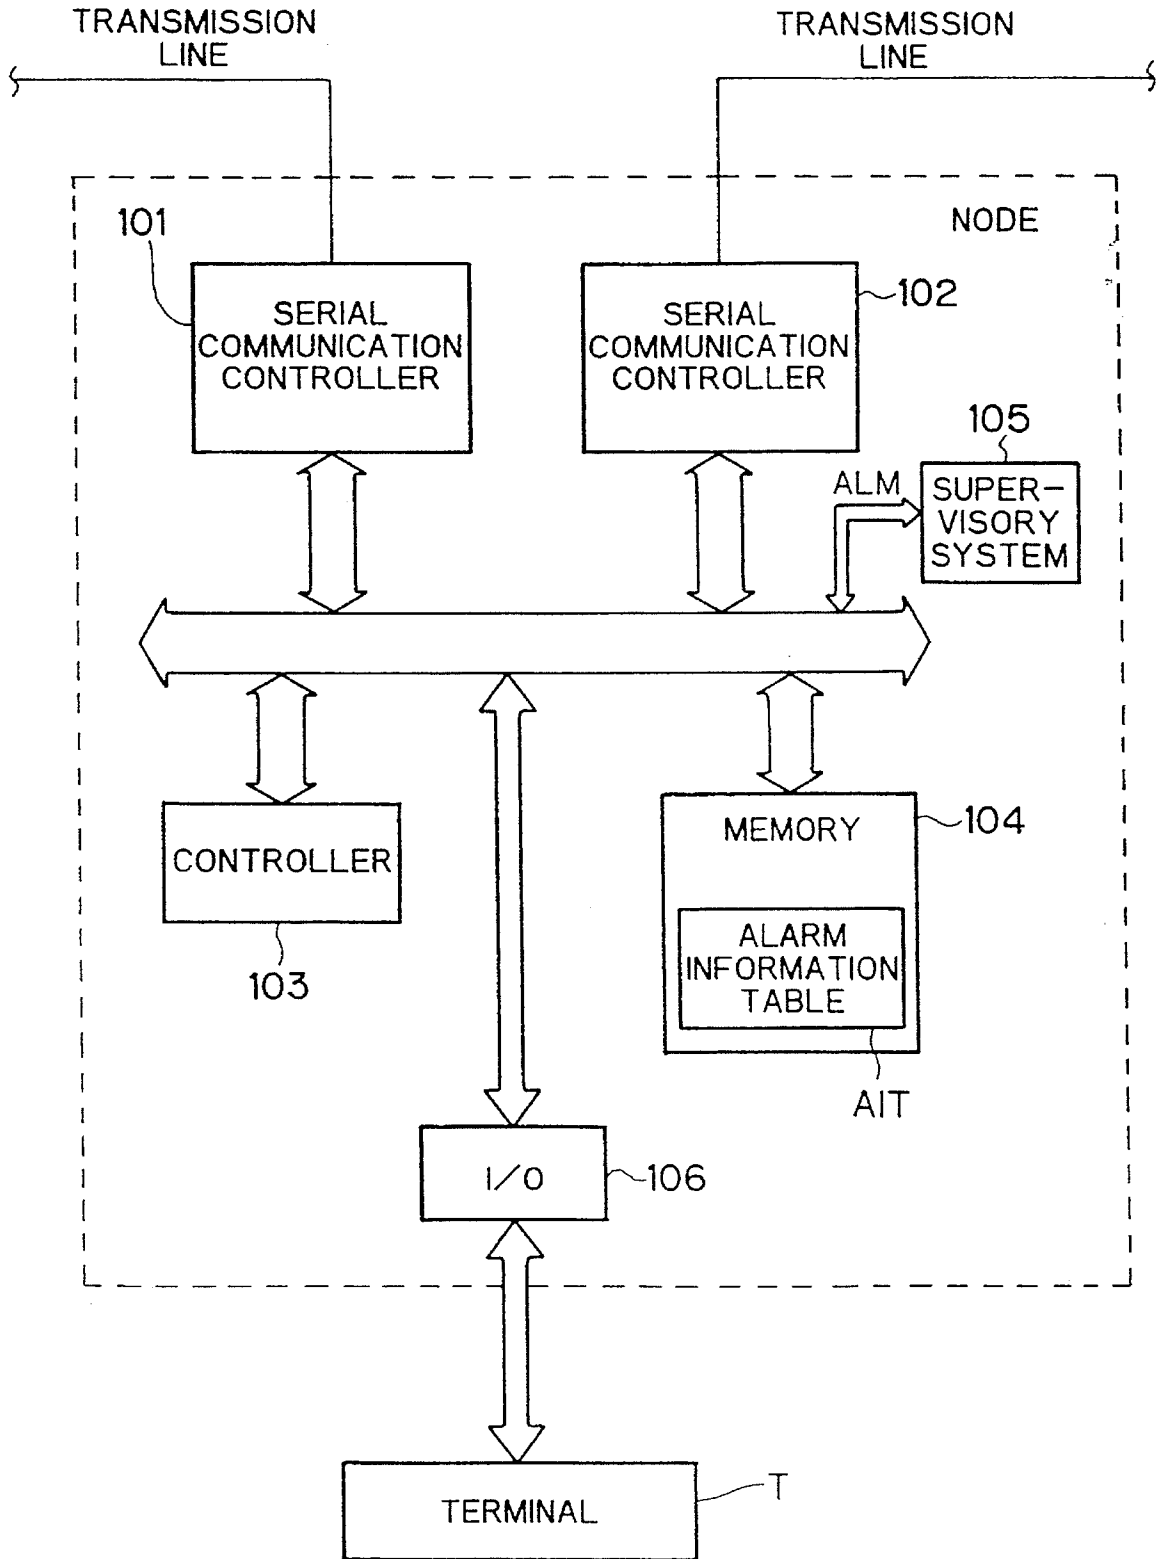 TRANSMISSION
LINE
TRANSMISSION
LINE
NODE
101
SERIAL
COMMUNICATION
CONTROLLER
SERIAL
COMMUNICATION
CONTROLLER
102
105
ALM
SUPER-
VISORY
SYSTEM
CONTROLLER
103
MEMORY
104
ALARM
INFORMATION
TABLE
AIT
I/O
106
TERMINAL
T